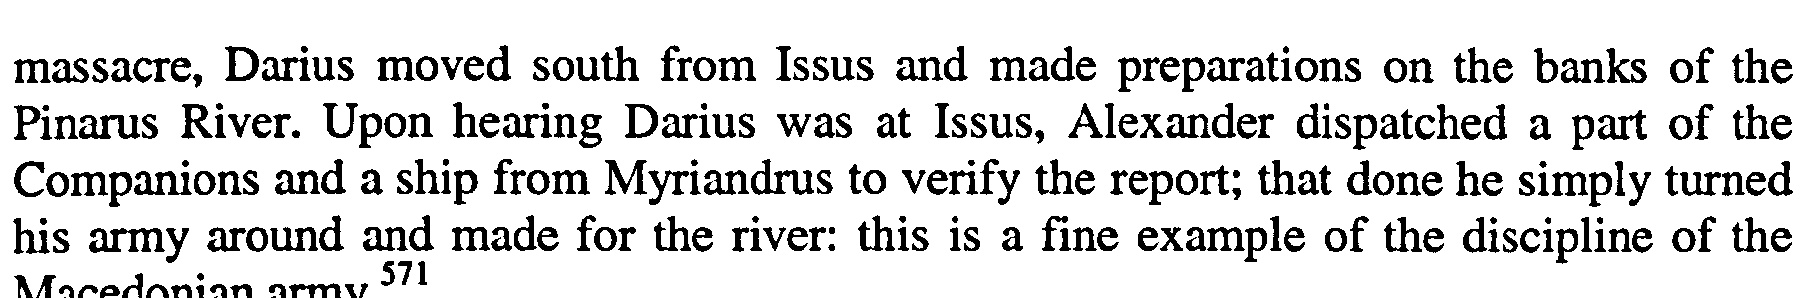 massacre, Darius moved south from Issus and made preparations on the banks of the
Pinarus River. Upon hearing Darius was at Issus, Alexander dispatched a part of the
Companions and a ship from Myriandrus to verify the report; that done he simply turned
his army around and made for the river: this is a fine example of the discipline of the
Macedonian army.571